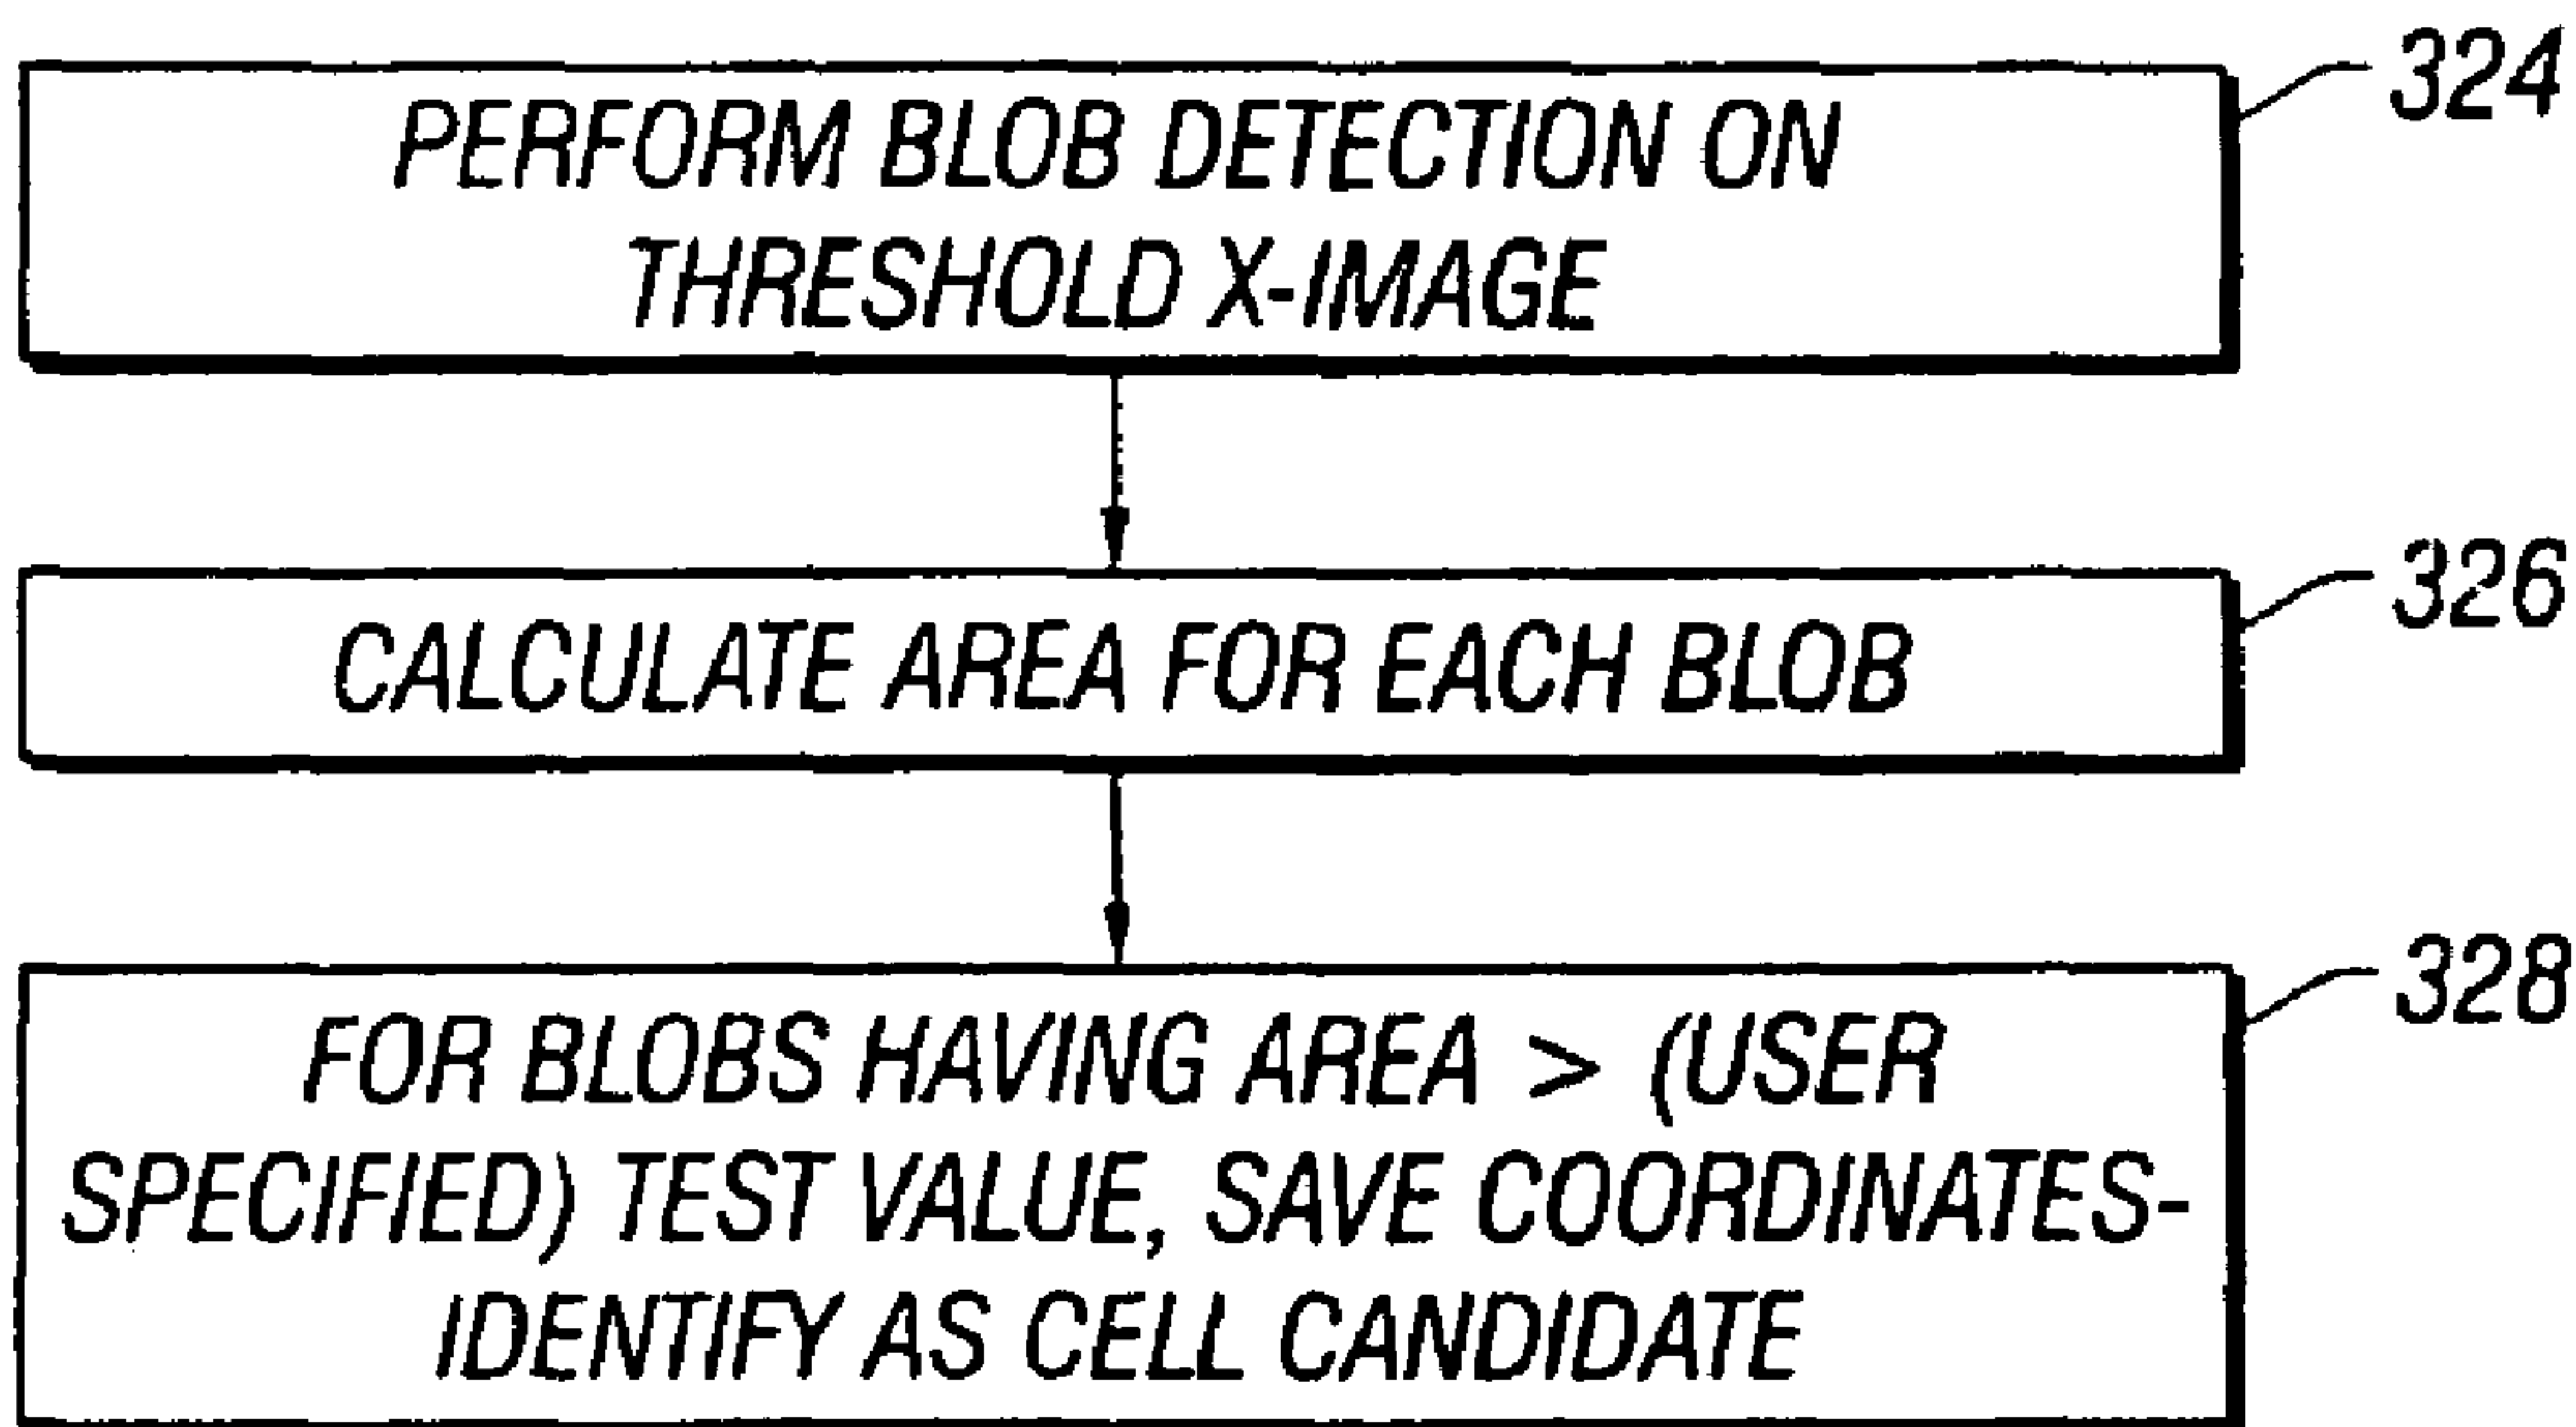 324
PERFORM BLOB DETECTION ON
THRESHOLD X-IMAGE
326
CALCULATE AREA FOR EACH BLOB
328
FOR BLOBS HAVING AREA > (USER
SPECIFIED) TEST VALUE, SAVE COORDINATES-
IDENTIFY AS CELL CANDIDATE